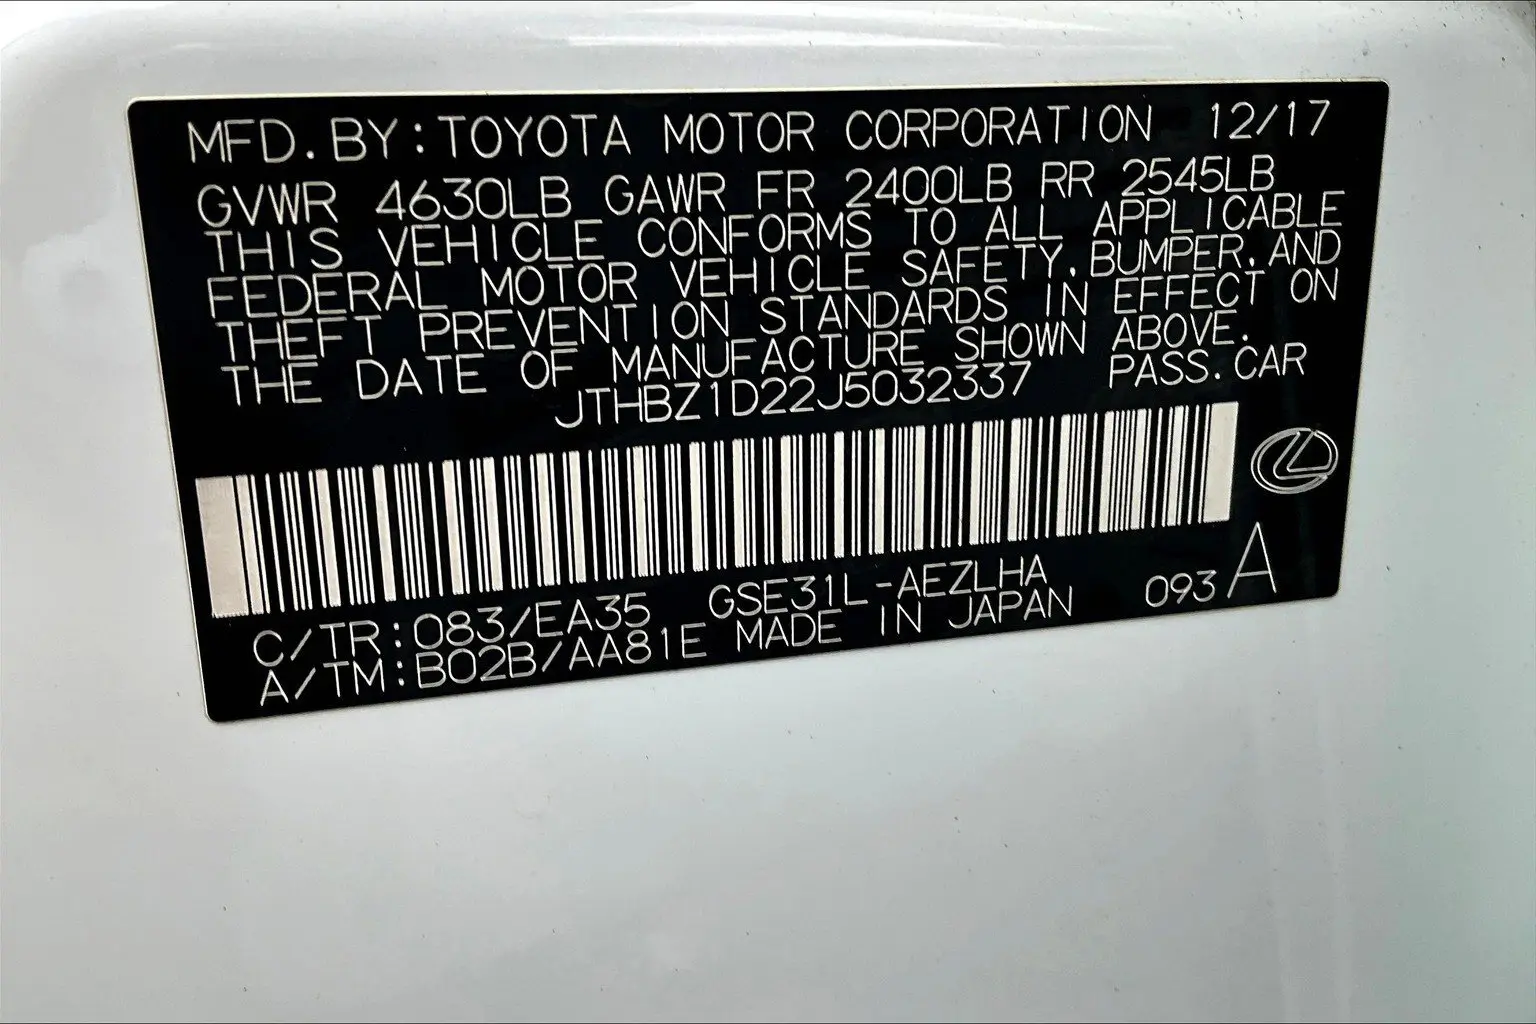 MFD. BY: TOYOTA MOTOR CORPORATION 12/17
GVWR 4630LB GAWR FR 2400LB RR 2545LB
THIS VEHICLE CONFORMS TO ALL APPLICABLE
FEDERAL MOTOR VEHICLE SAFETY, BUMPER, AND
THEFT PREVENTION STANDARDS IN EFFECT ON
THE DATE OF MANUFACTURE SHOWN ABOVE.
JTHBZ1D22J5032337 PASS. CAR
C/TR: 083/EA35 GSE31L-AEZLHA
A/TM: B02B/AA81E MADE IN JAPAN 093 A